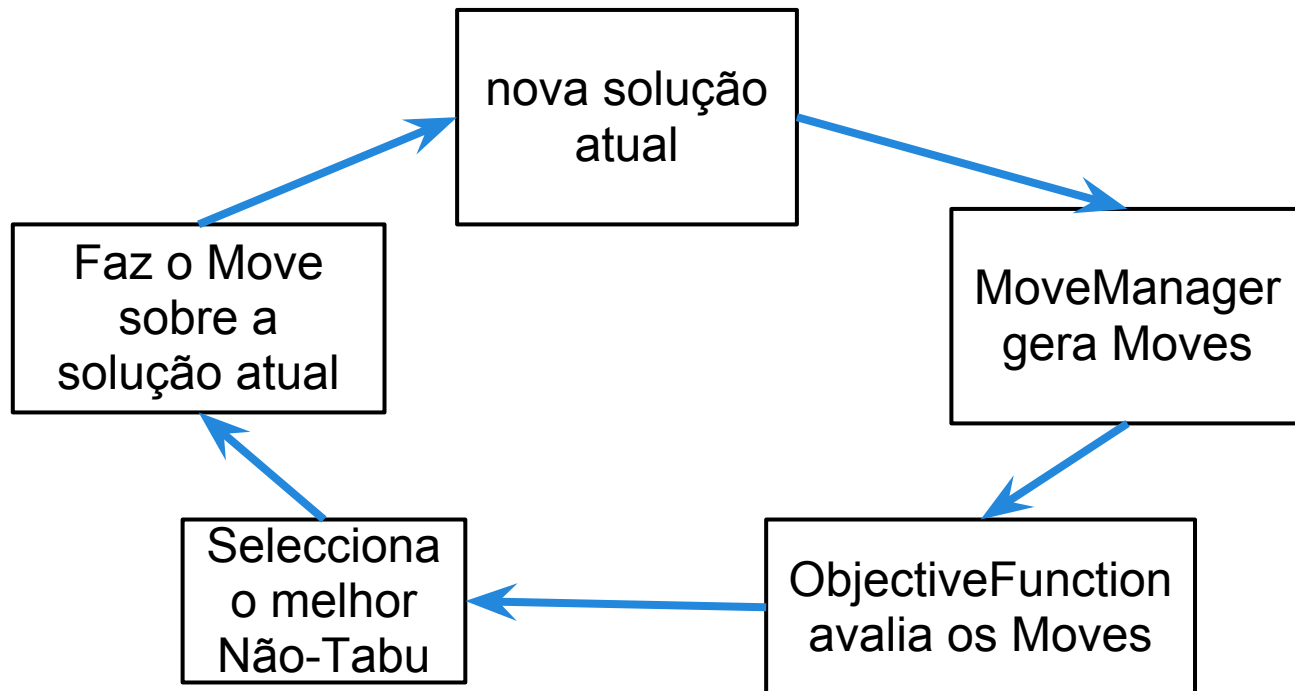 nova solução
atual
MoveManager
gera Moves
ObjectiveFunction
avalia os Moves
Selecciona
o melhor
Não-Tabu
Faz o Move
sobre a
solução atual